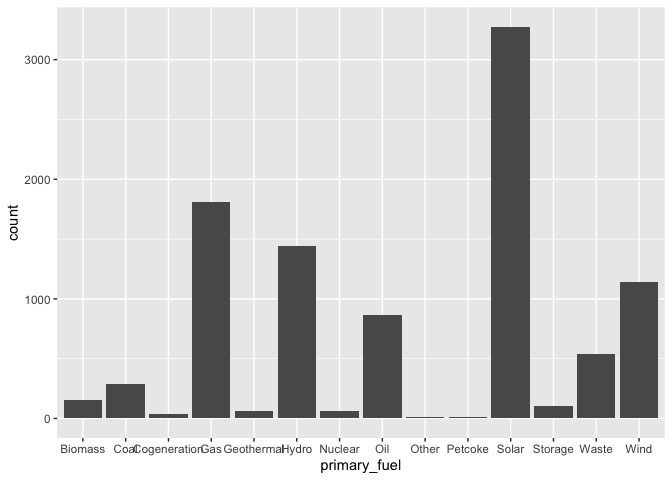 3000
2000
1000
0
count
Biomass Coal Cogeneration Gas Geothermal Hydro Nuclear Oil Other Petcoke Solar Storage Waste Wind
primary_fuel